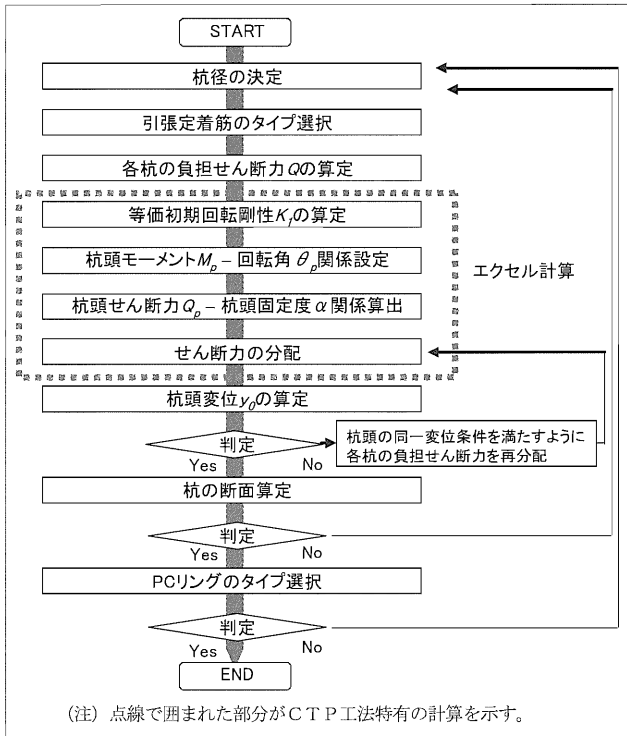 START
杭径の決定
引張定着筋のタイプ選択
各杭の負担せん断力Qの算定
等価初期回転剛性K_fの算定
杭頭モーメントM_p－回転角θ_p関係設定
エクセル計算
杭頭せん断力Q_p－杭頭固定度α関係算出
せん断力の分配
杭頭変位y_0の算定
判定
Yes No
杭頭の同一変位条件を満たすように
各杭の負担せん断力を再分配
杭の断面算定
判定
Yes No
PCリングのタイプ選択
判定
Yes No
END
（注）点線で囲まれた部分がＣＴＰ工法特有の計算を示す。